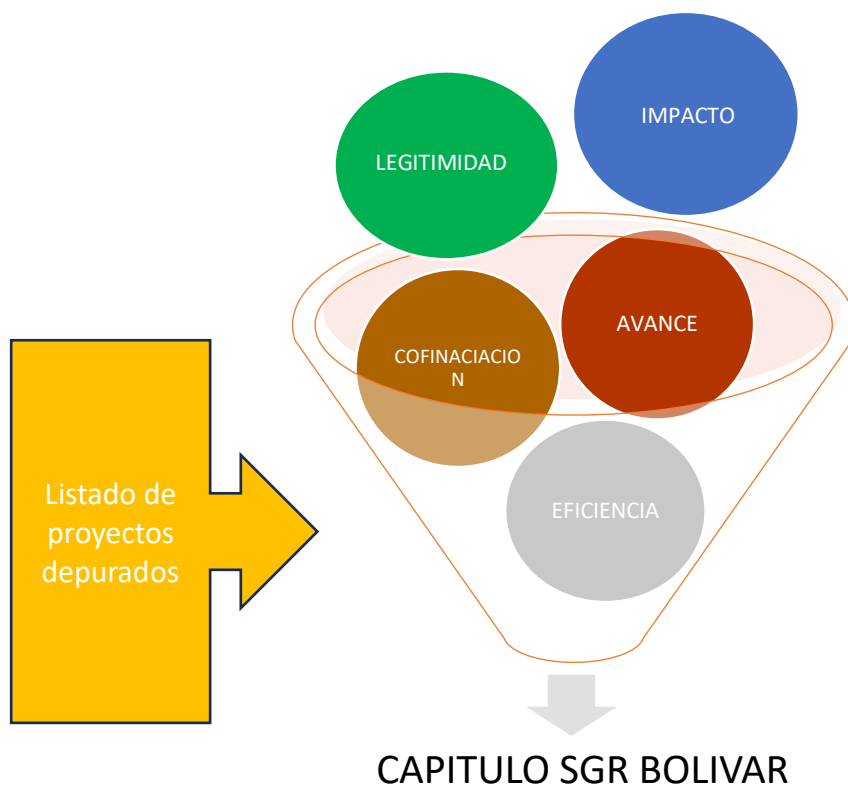 IMPACTO
LEGITIMIDAD
AVANCE
COFINACIACIO
N
Listado de
proyectos
depurados
EFICIENCIA
CAPITULO SGR BOLIVAR